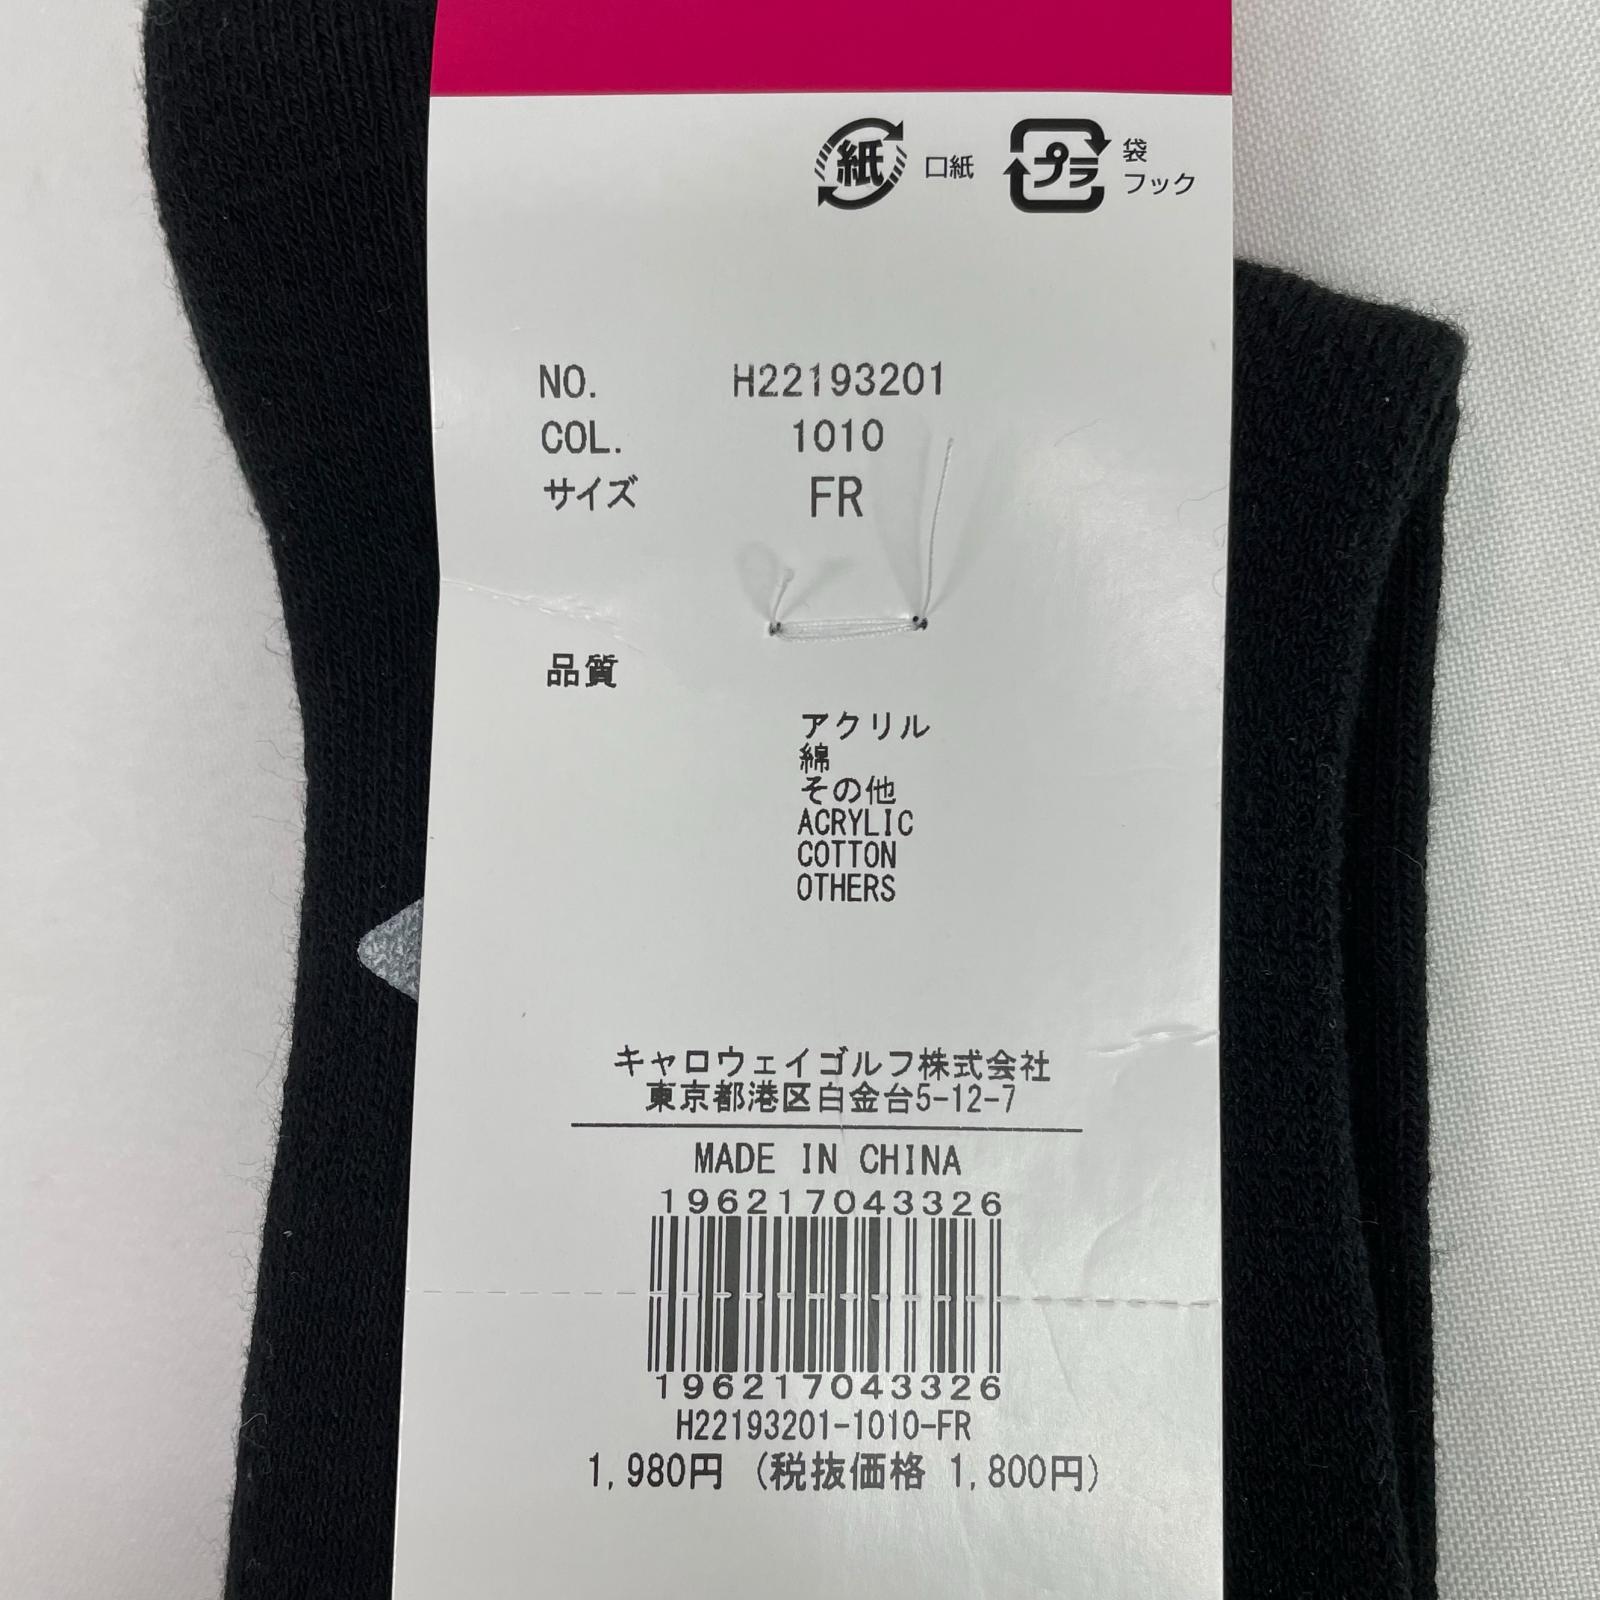 紙 口紙 プラ 袋
フック
NO. H22193201
COL. 1010
サイズ FR
品質
アクリル
綿
その他
ACRYLIC
COTTON
OTHERS
キャロウェイゴルフ株式会社
東京都港区白金台5-12-7
MADE IN CHINA
196217043326
196217043326
H22193201-1010-FR
1,980円 (税抜価格 1,800円)